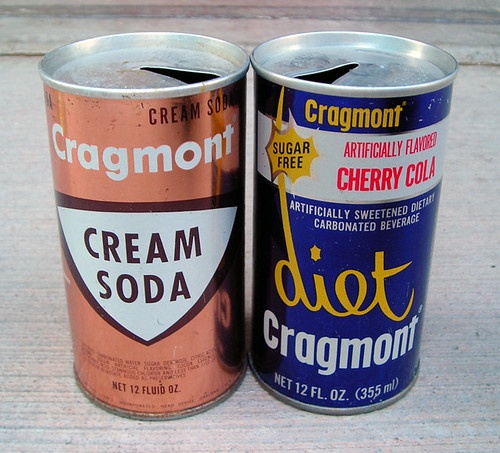 CREAM SODA
Cragmont
CREAM
SODA
NET 12 FLUID OZ.
Cragmont®
SUGAR
FREE
ARTIFICIALLY FLAVORED
CHERRY COLA
ARTIFICIALLY SWEETENED DIETARY
CARBONATED BEVERAGE
diet
Cragmont®
NET 12 FL. OZ. (355 ml)